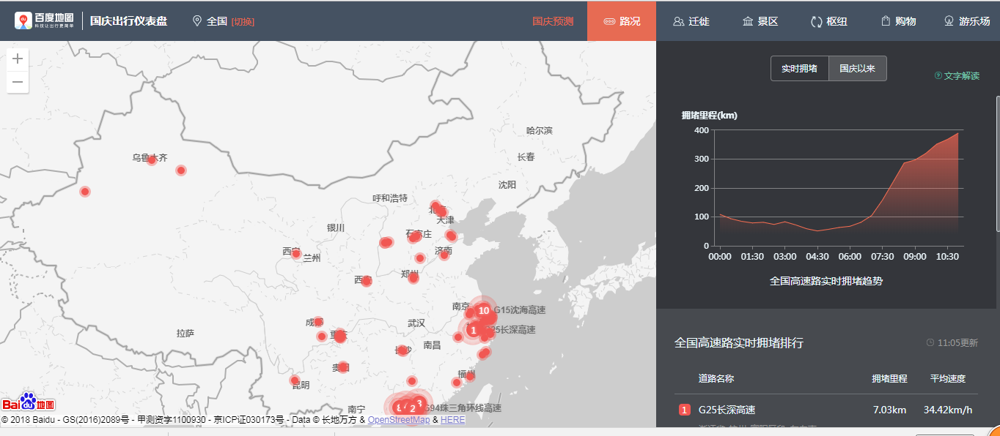 百度地图
科技让出行更简单
国庆出行仪表盘
全国 [切换]
国庆预测
路况
迁徙
景区
枢纽
购物
游乐场
+
−
哈尔滨
长春
沈阳
乌鲁木齐
呼和浩特
北京
天津
银川
石家庄
西宁
兰州
济南
西安
郑州
南京
10
G15沈海高速
成都
武汉
1
G25长深高速
拉萨
重庆
南昌
长沙
贵阳
福州
昆明
南宁
8
4
2
3
G94珠三角环线高速
Bai du 地图
© 2018 Baidu - GS(2016)2089号 - 甲测资字1100930 - 京ICP证030173号 - Data © 长地万方 & OpenStreetMap & HERE
实时拥堵
国庆以来
文字解读
拥堵里程(km)
400
300
200
100
0
00:00 01:30 03:00 04:30 06:00 07:30 09:00 10:30
全国高速路实时拥堵趋势
全国高速路实时拥堵排行
11:05更新
道路名称 拥堵里程 平均速度
1 G25长深高速 7.03km 34.42km/h